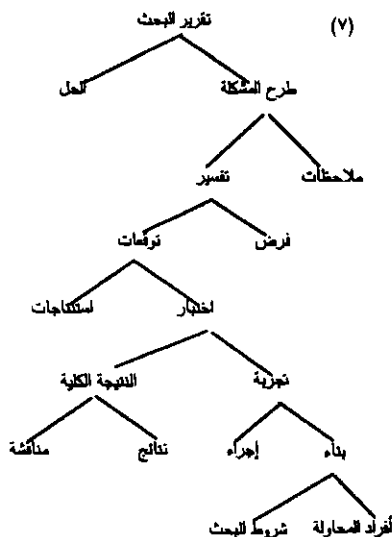 (٧)
تقرير البحث
طرح المشكلة الحل
ملاحظات تفسير
فرض توقعات
اختبار استنتاجات
تجربة النتيجة الكلية
بناء إجراء نتائج مناقشة
أفراد المعاولة شروط البحث